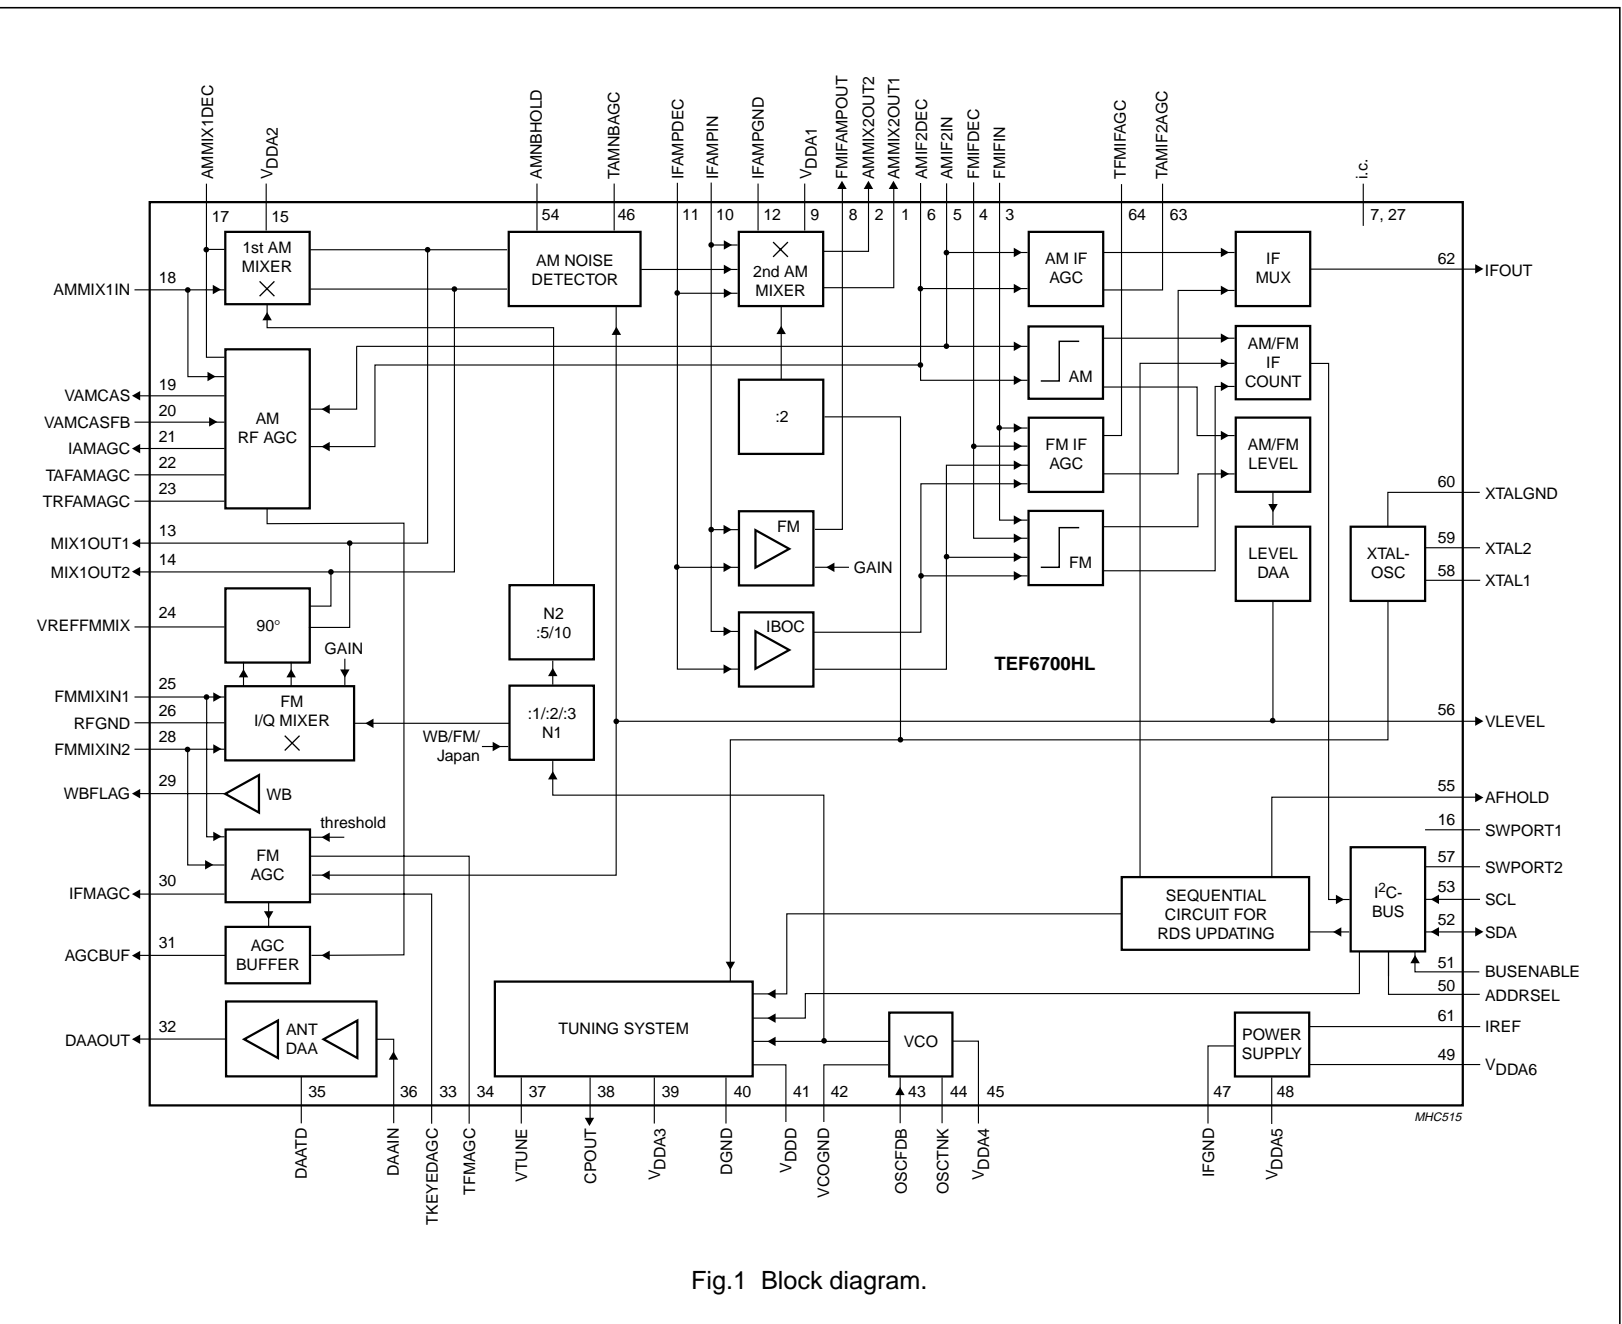 AMMIX1DEC
VDDA2
AMNBHOLD
TAMNBAGC
IFAMPDEC
IFAMPIN
IFAMPGND
VDDA1
FMIFAMPOUT
AMMIX2OUT2
AMMIX2OUT1
AMIF2DEC
AMIF2IN
FMIFDEC
FMIFIN
TFMIFAGC
TAMIF2AGC
i.c.
17
15
54
46
11
10
12
9
8
2
1
6
5
4
3
64
63
7, 27
1st AM
MIXER
×
AM NOISE
DETECTOR
×
2nd AM
MIXER
AM IF
AGC
IF
MUX
62
IFOUT
AMMIX1IN
18
AM
AM/FM
IF
COUNT
VAMCAS
19
VAMCASFB
20
IAMAGC
21
TAFAMAGC
22
TRFAMAGC
23
AM
RF AGC
:2
FM IF
AGC
AM/FM
LEVEL
60
XTALGND
MIX1OUT1
13
MIX1OUT2
14
FM
GAIN
FM
LEVEL
DAA
XTAL-
OSC
59
XTAL2
58
XTAL1
VREFFMMIX
24
90°
GAIN
N2
:5/10
IBOC
TEF6700HL
FMMIXIN1
25
RFGND
26
FMMIXIN2
28
FM
I/Q MIXER
×
WB/FM/
Japan
:1/:2/:3
N1
56
VLEVEL
WBFLAG
29
WB
55
AFHOLD
16
SWPORT1
threshold
FM
AGC
IFMAGC
30
57
SWPORT2
53
SCL
52
SDA
I2C-
BUS
SEQUENTIAL
CIRCUIT FOR
RDS UPDATING
AGCBUF
31
AGC
BUFFER
51
BUSENABLE
50
ADDRSEL
DAAOUT
32
ANT
DAA
TUNING SYSTEM
VCO
POWER
SUPPLY
61
IREF
49
VDDA6
35
36
33
34
37
38
39
40
41
42
43
44
45
47
48
MHC515
DAATD
DAAIN
TKEYEDAGC
TFMAGC
VTUNE
CPOUT
VDDA3
DGND
VDDD
VCOGND
OSCFDB
OSCTNK
VDDA4
IFGND
VDDA5
Fig.1 Block diagram.